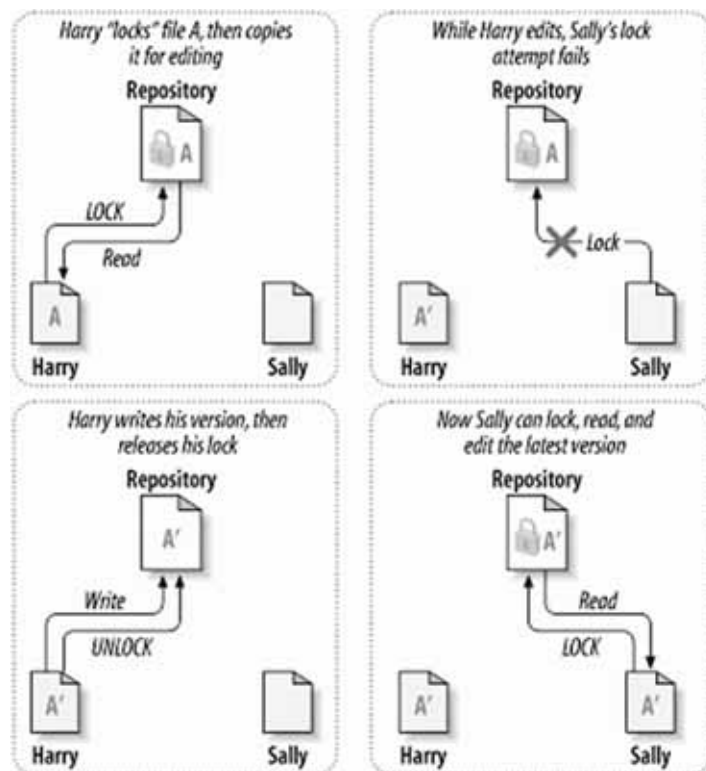 Harry "locks" file A, then copies
it for editing
Repository
A
LOCK
Read
A
Harry
Sally
While Harry edits, Sally's lock
attempt fails
Repository
A
Lock
A'
Harry
Sally
Harry writes his version, then
releases his lock
Repository
A'
Write
UNLOCK
A'
Harry
Sally
Now Sally can lock, read, and
edit the latest version
Repository
A'
Read
LOCK
A'
A'
Harry
Sally